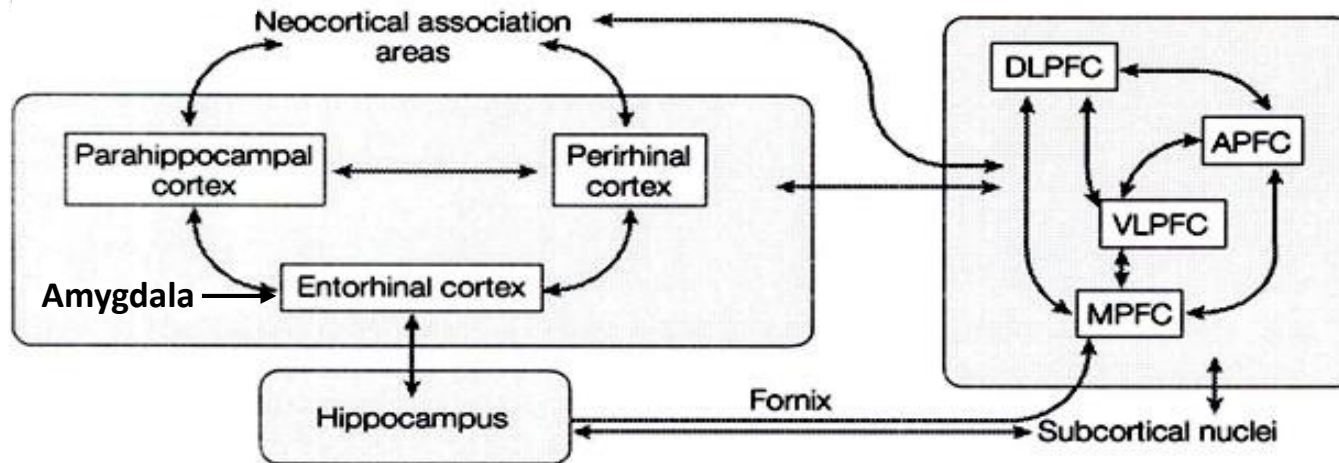 Neocortical association
areas
DLPFC
APFC
Parahippocampal
cortex
Perirhinal
cortex
VLPFC
Amygdala
Entorhinal cortex
MPFC
Hippocampus
Fornix
Subcortical nuclei